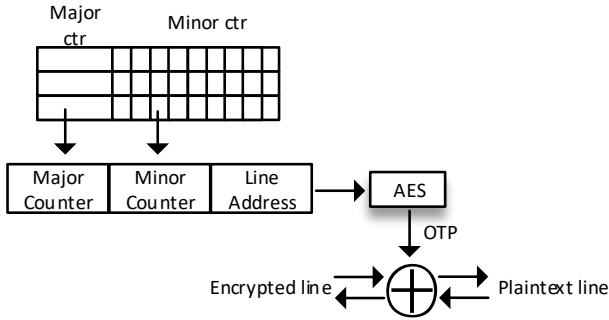 Major
ctr
Minor ctr
Major
Counter
Minor
Counter
Line
Address
AES
OTP
Encrypted line
Plaintext line